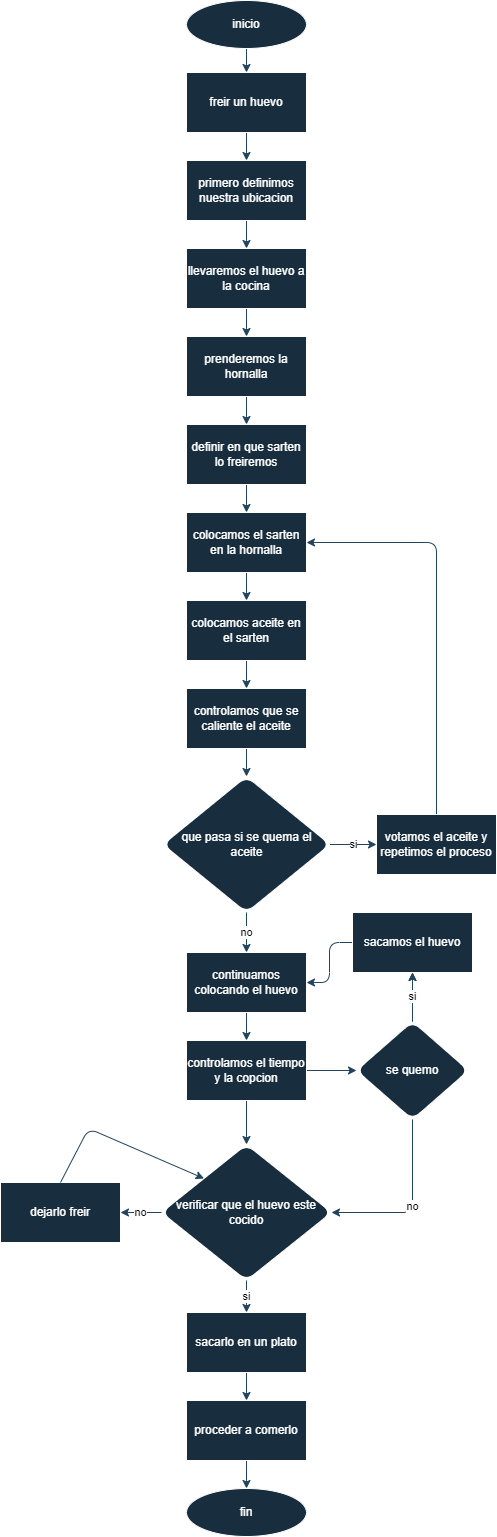 inicio
freir un huevo
primero definimos
nuestra ubicacion
llevaremos el huevo a
la cocina
prenderemos la
hornalla
definir en que sarten
lo freiremos
colocamos el sarten
en la hornalla
colocamos aceite en
el sarten
controlamos que se
caliente el aceite
que pasa si se quema el
aceite
si
votamos el aceite y
repetimos el proceso
no
sacamos el huevo
continuamos
colocando el huevo
si
controlamos el tiempo
y la copcion
se quemo
no
verificar que el huevo este
cocido
no
dejarlo freir
si
sacarlo en un plato
proceder a comerlo
fin